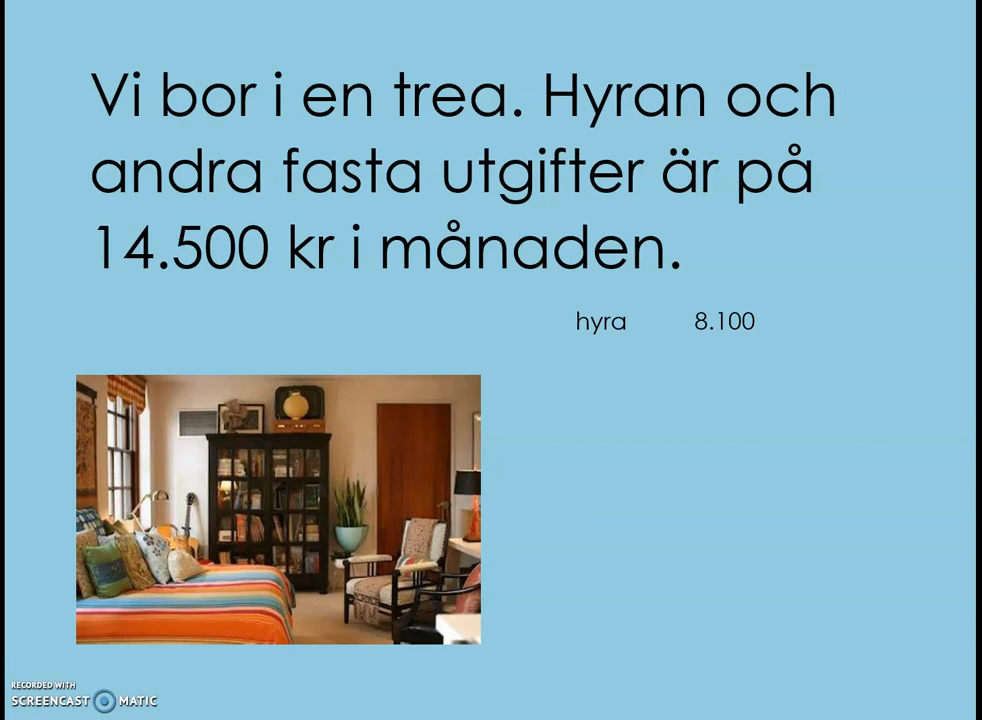 Vi bor i en trea. Hyran och
andra fasta utgifter är på
14.500 kr i månaden.
hyra 8.100
RECORDED WITH
SCREENCAST MATIC